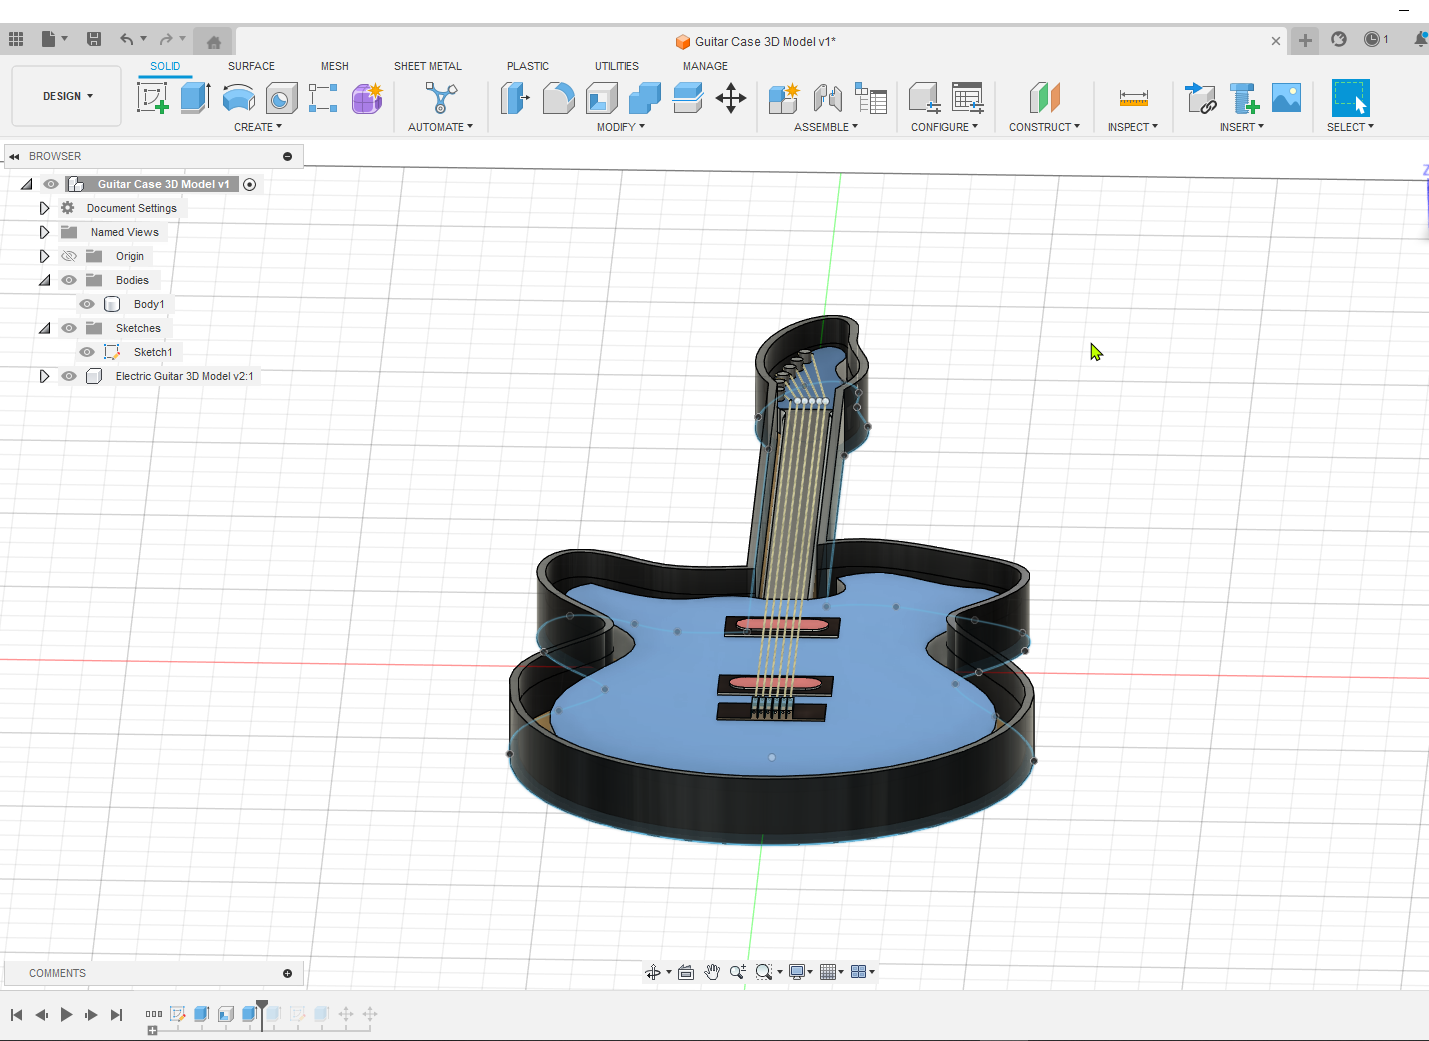 Guitar Case 3D Model v1*
1
DESIGN
SOLID SURFACE MESH SHEET METAL PLASTIC UTILITIES MANAGE
CREATE AUTOMATE MODIFY ASSEMBLE CONFIGURE CONSTRUCT INSPECT INSERT SELECT
BROWSER
Guitar Case 3D Model v1
Document Settings
Named Views
Origin
Bodies
Body1
Sketches
Sketch1
Electric Guitar 3D Model v2:1
Z
COMMENTS